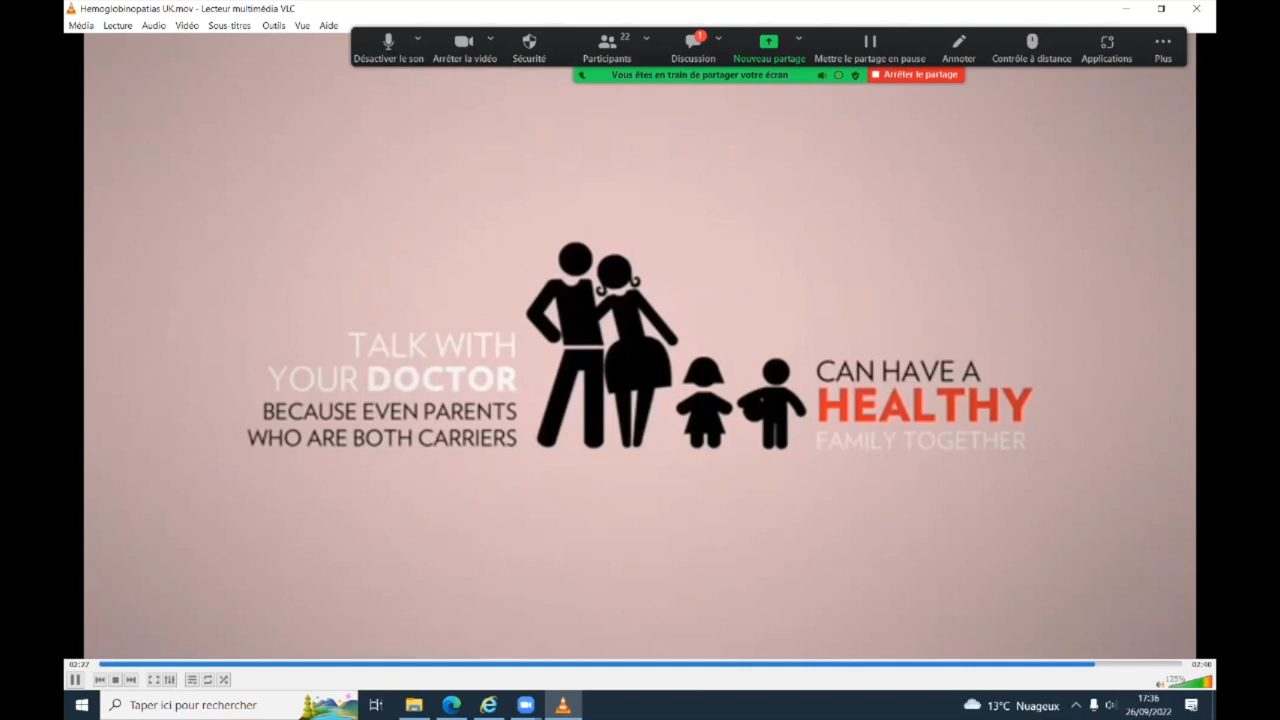 Hemoglobinopatias UK.mov - Lecteur multimédia VLC
Média Lecture Audio Vidéo Sous-titres Outils Vue Aide
22
1
Désactiver le son Arrêter la vidéo Sécurité Participants Discussion Nouveau partage Mettre le partage en pause Annoter Contrôle à distance Applications Plus
Vous êtes en train de partager votre écran Arrêter le partage
TALK WITH
YOUR DOCTOR
BECAUSE EVEN PARENTS
WHO ARE BOTH CARRIERS
CAN HAVE A
HEALTHY
FAMILY TOGETHER
02:27 02:40
125%
Taper ici pour rechercher
13°C Nuageux
17:36
26/09/2022